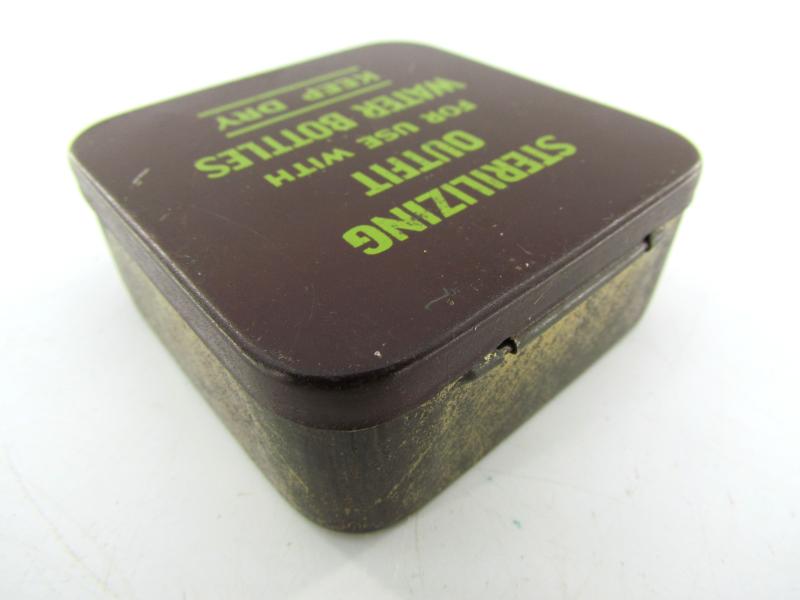 STERILIZING
OUTFIT
FOR USE WITH
WATER BOTTLES
KEEP DRY